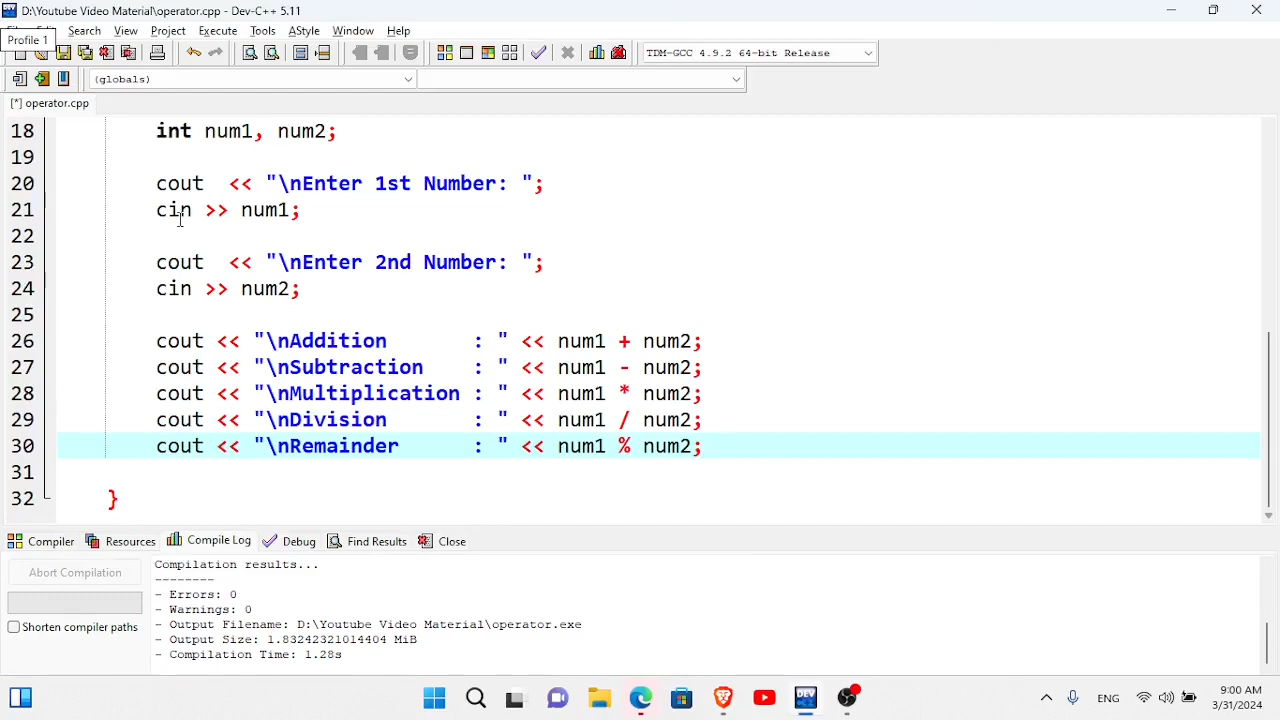 D:\Youtube Video Material\operator.cpp - Dev-C++ 5.11
Search View Project Execute Tools AStyle Window Help
Profile 1
TDM-GCC 4.9.2 64-bit Release
(globals)
[*] operator.cpp
18 int num1, num2;
19
20 cout  << "\nEnter 1st Number: ";
21 cin >> num1;
22
23 cout  << "\nEnter 2nd Number: ";
24 cin >> num2;
25
26 cout << "\nAddition       : " << num1 + num2;
27 cout << "\nSubtraction    : " << num1 - num2;
28 cout << "\nMultiplication : " << num1 * num2;
29 cout << "\nDivision       : " << num1 / num2;
30 cout << "\nRemainder      : " << num1 % num2;
31
32 }
Compiler Resources Compile Log Debug Find Results Close
Abort Compilation
Shorten compiler paths
Compilation results...
--------
- Errors: 0
- Warnings: 0
- Output Filename: D:\Youtube Video Material\operator.exe
- Output Size: 1.83242321014404 MiB
- Compilation Time: 1.28s
DEV
ENG
9:00 AM
3/31/2024